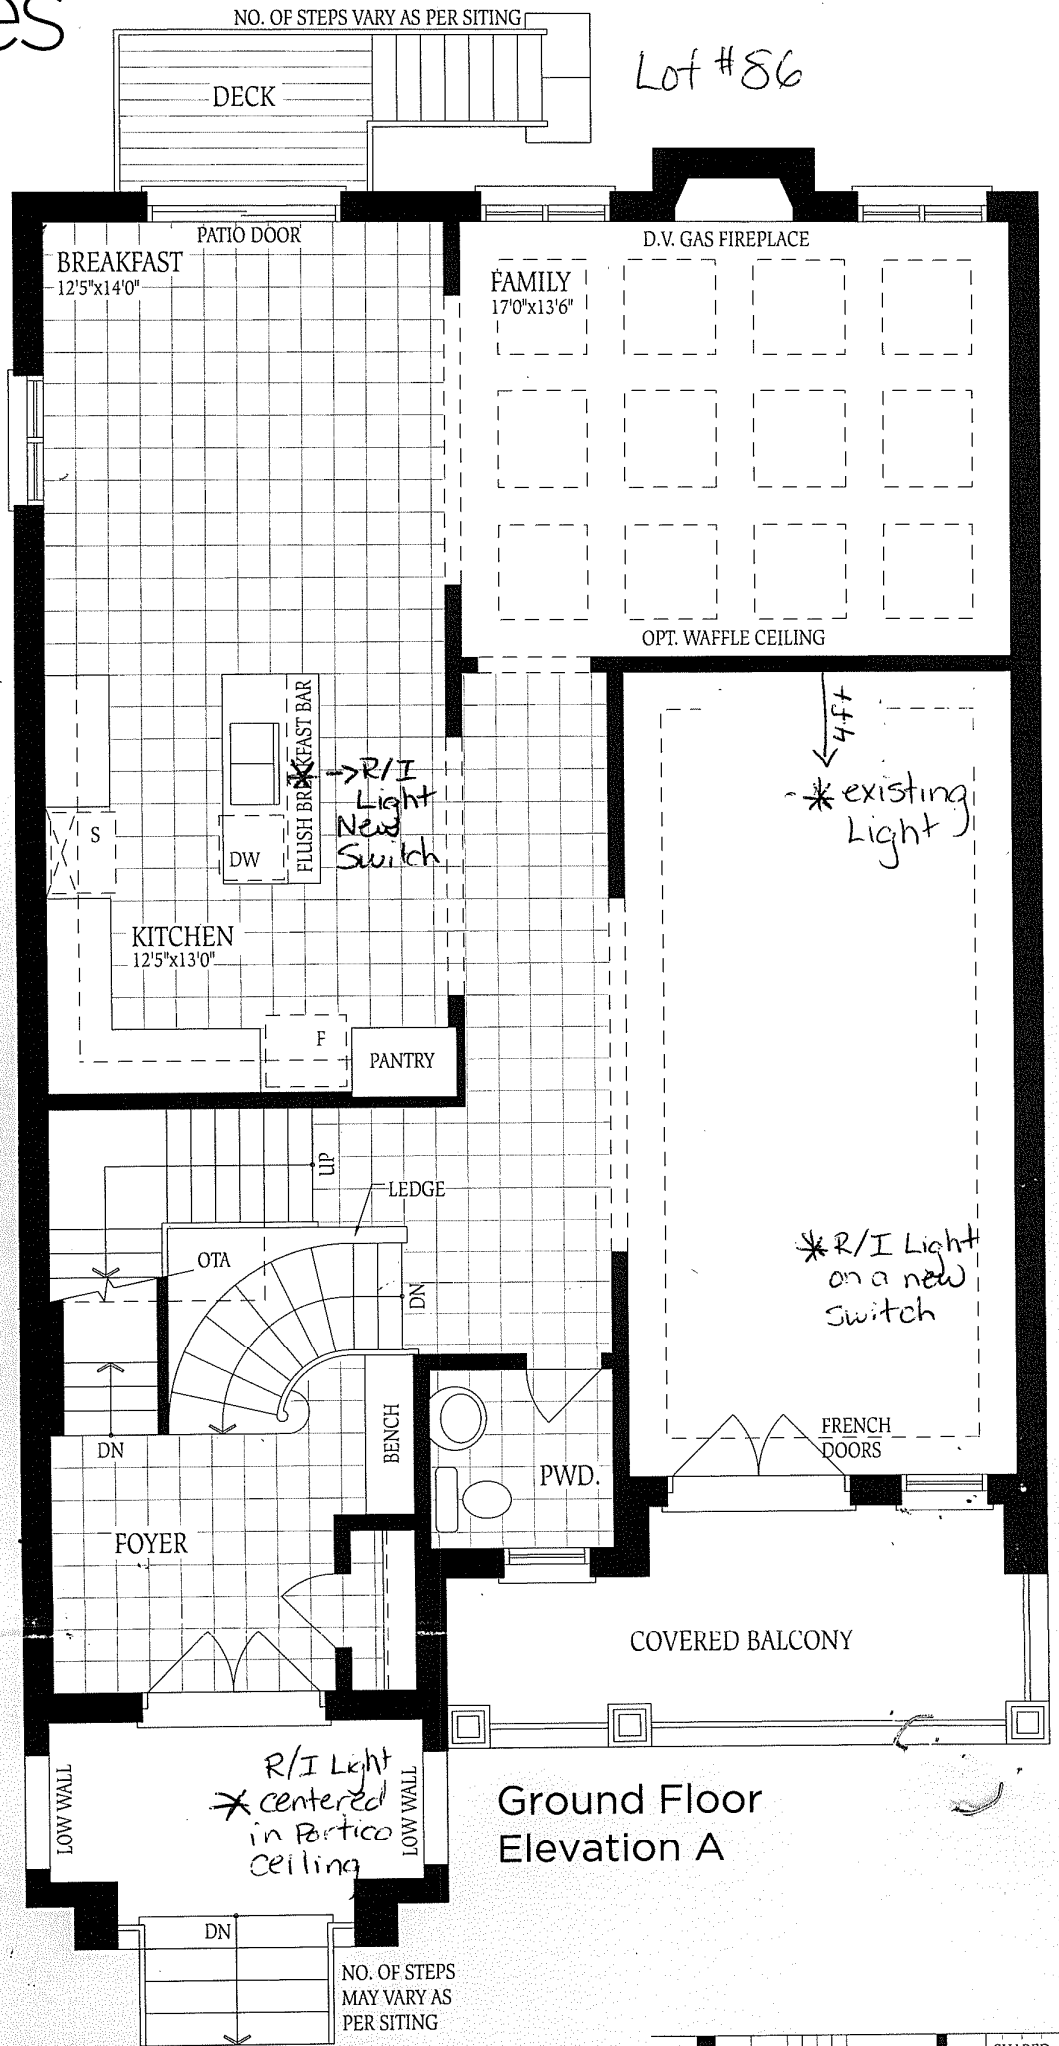 es
NO. OF STEPS VARY AS PER SITING
Lot #86
DECK
PATIO DOOR
D.V. GAS FIREPLACE
BREAKFAST
12'5"x14'0"
FAMILY
17'0"x13'6"
OPT. WAFFLE CEILING
4ft
FLUSH BREAKFAST BAR
* -> R/I
Light
New
Switch
* existing
Light
S
DW
KITCHEN
12'5"x13'0"
F
PANTRY
UP
LEDGE
OTA
DN
* R/I Light
on a new
Switch
DN
BENCH
FRENCH
DOORS
PWD.
FOYER
COVERED BALCONY
LOW WALL
R/I Light
* centered
in Portico
Ceiling
LOW WALL
Ground Floor
Elevation A
DN
NO. OF STEPS
MAY VARY AS
PER SITING